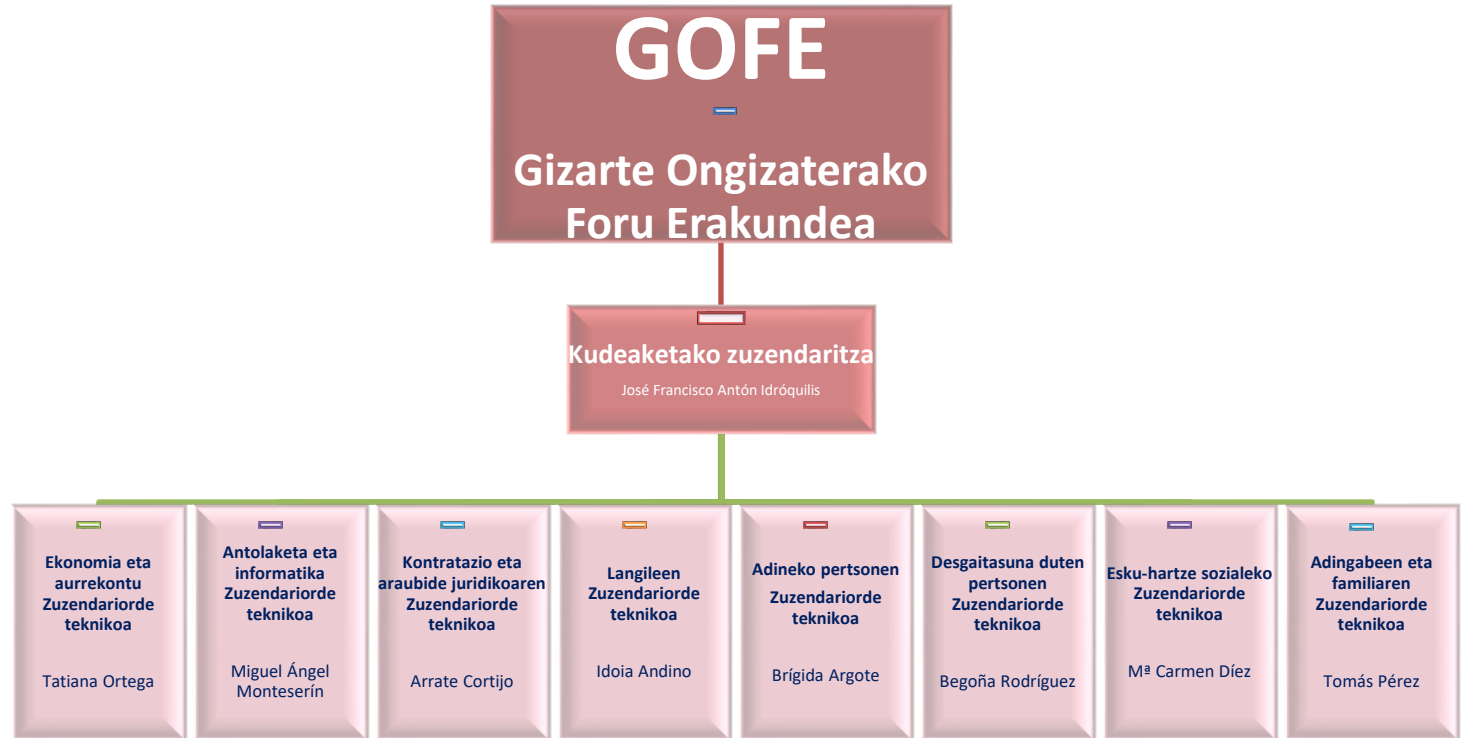 GOFE
Gizarte Ongizaterako
Foru Erakundea
Kudeaketako zuzendaritza
José Francisco Antón Idróquilis
Ekonomia eta
aurrekontu
Zuzendariorde
teknikoa
Tatiana Ortega
Antolaketa eta
informatika
Zuzendariorde
teknikoa
Miguel Ángel
Monteserín
Kontratazio eta
araubide juridikoaren
Zuzendariorde
teknikoa
Arrate Cortijo
Langileen
Zuzendariorde
teknikoa
Idoia Andino
Adineko pertsonen
Zuzendariorde
teknikoa
Brígida Argote
Desgaitasuna duten
pertsonen
Zuzendariorde
teknikoa
Begoña Rodríguez
Esku-hartze sozialeko
Zuzendariorde
teknikoa
Mª Carmen Díez
Adingabeen eta
familiaren
Zuzendariorde
teknikoa
Tomás Pérez